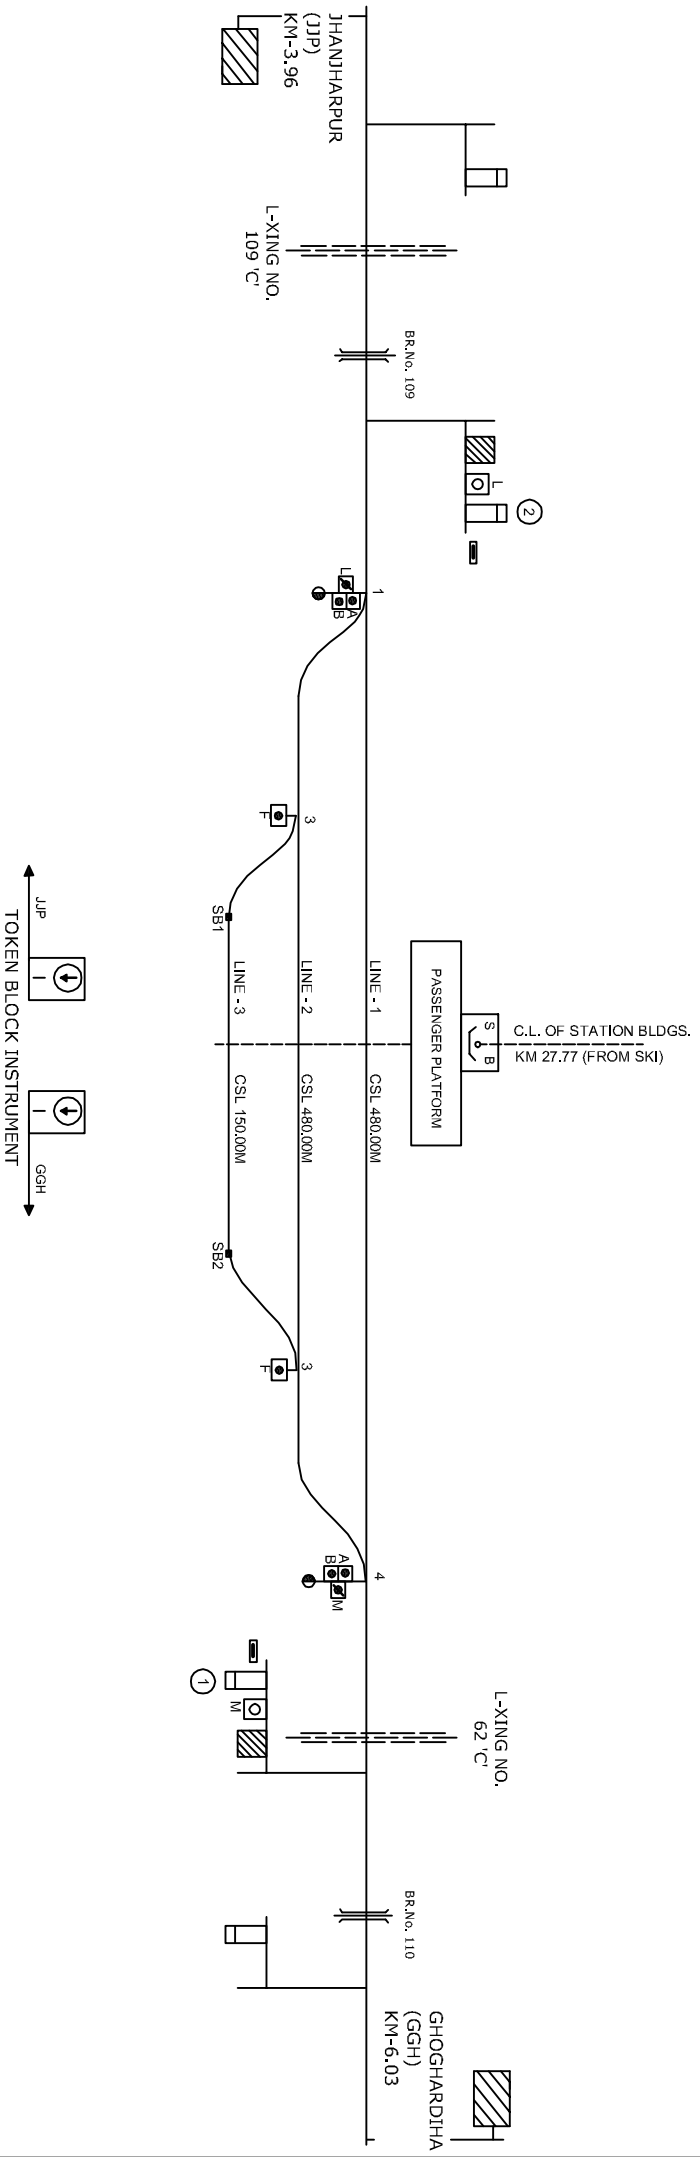 JHANJHARPUR
(JJP)
KM-3.96
L-XING NO.
109 'C'
BR.No. 109
L
2
1
L
A
B
3
F
SB1
LINE - 1
CSL 480.00M
LINE - 2
CSL 480.00M
LINE - 3
CSL 150.00M
PASSENGER PLATFORM
S B
C.L. OF STATION BLDGS.
KM 27.77 (FROM SKI)
SB2
3
F
4
A
B
M
1
M
L-XING NO.
62 'C'
BR.No. 110
GHOGHARDIHA
(GGH)
KM-6.03
JJP
I
I
GGH
TOKEN BLOCK INSTRUMENT